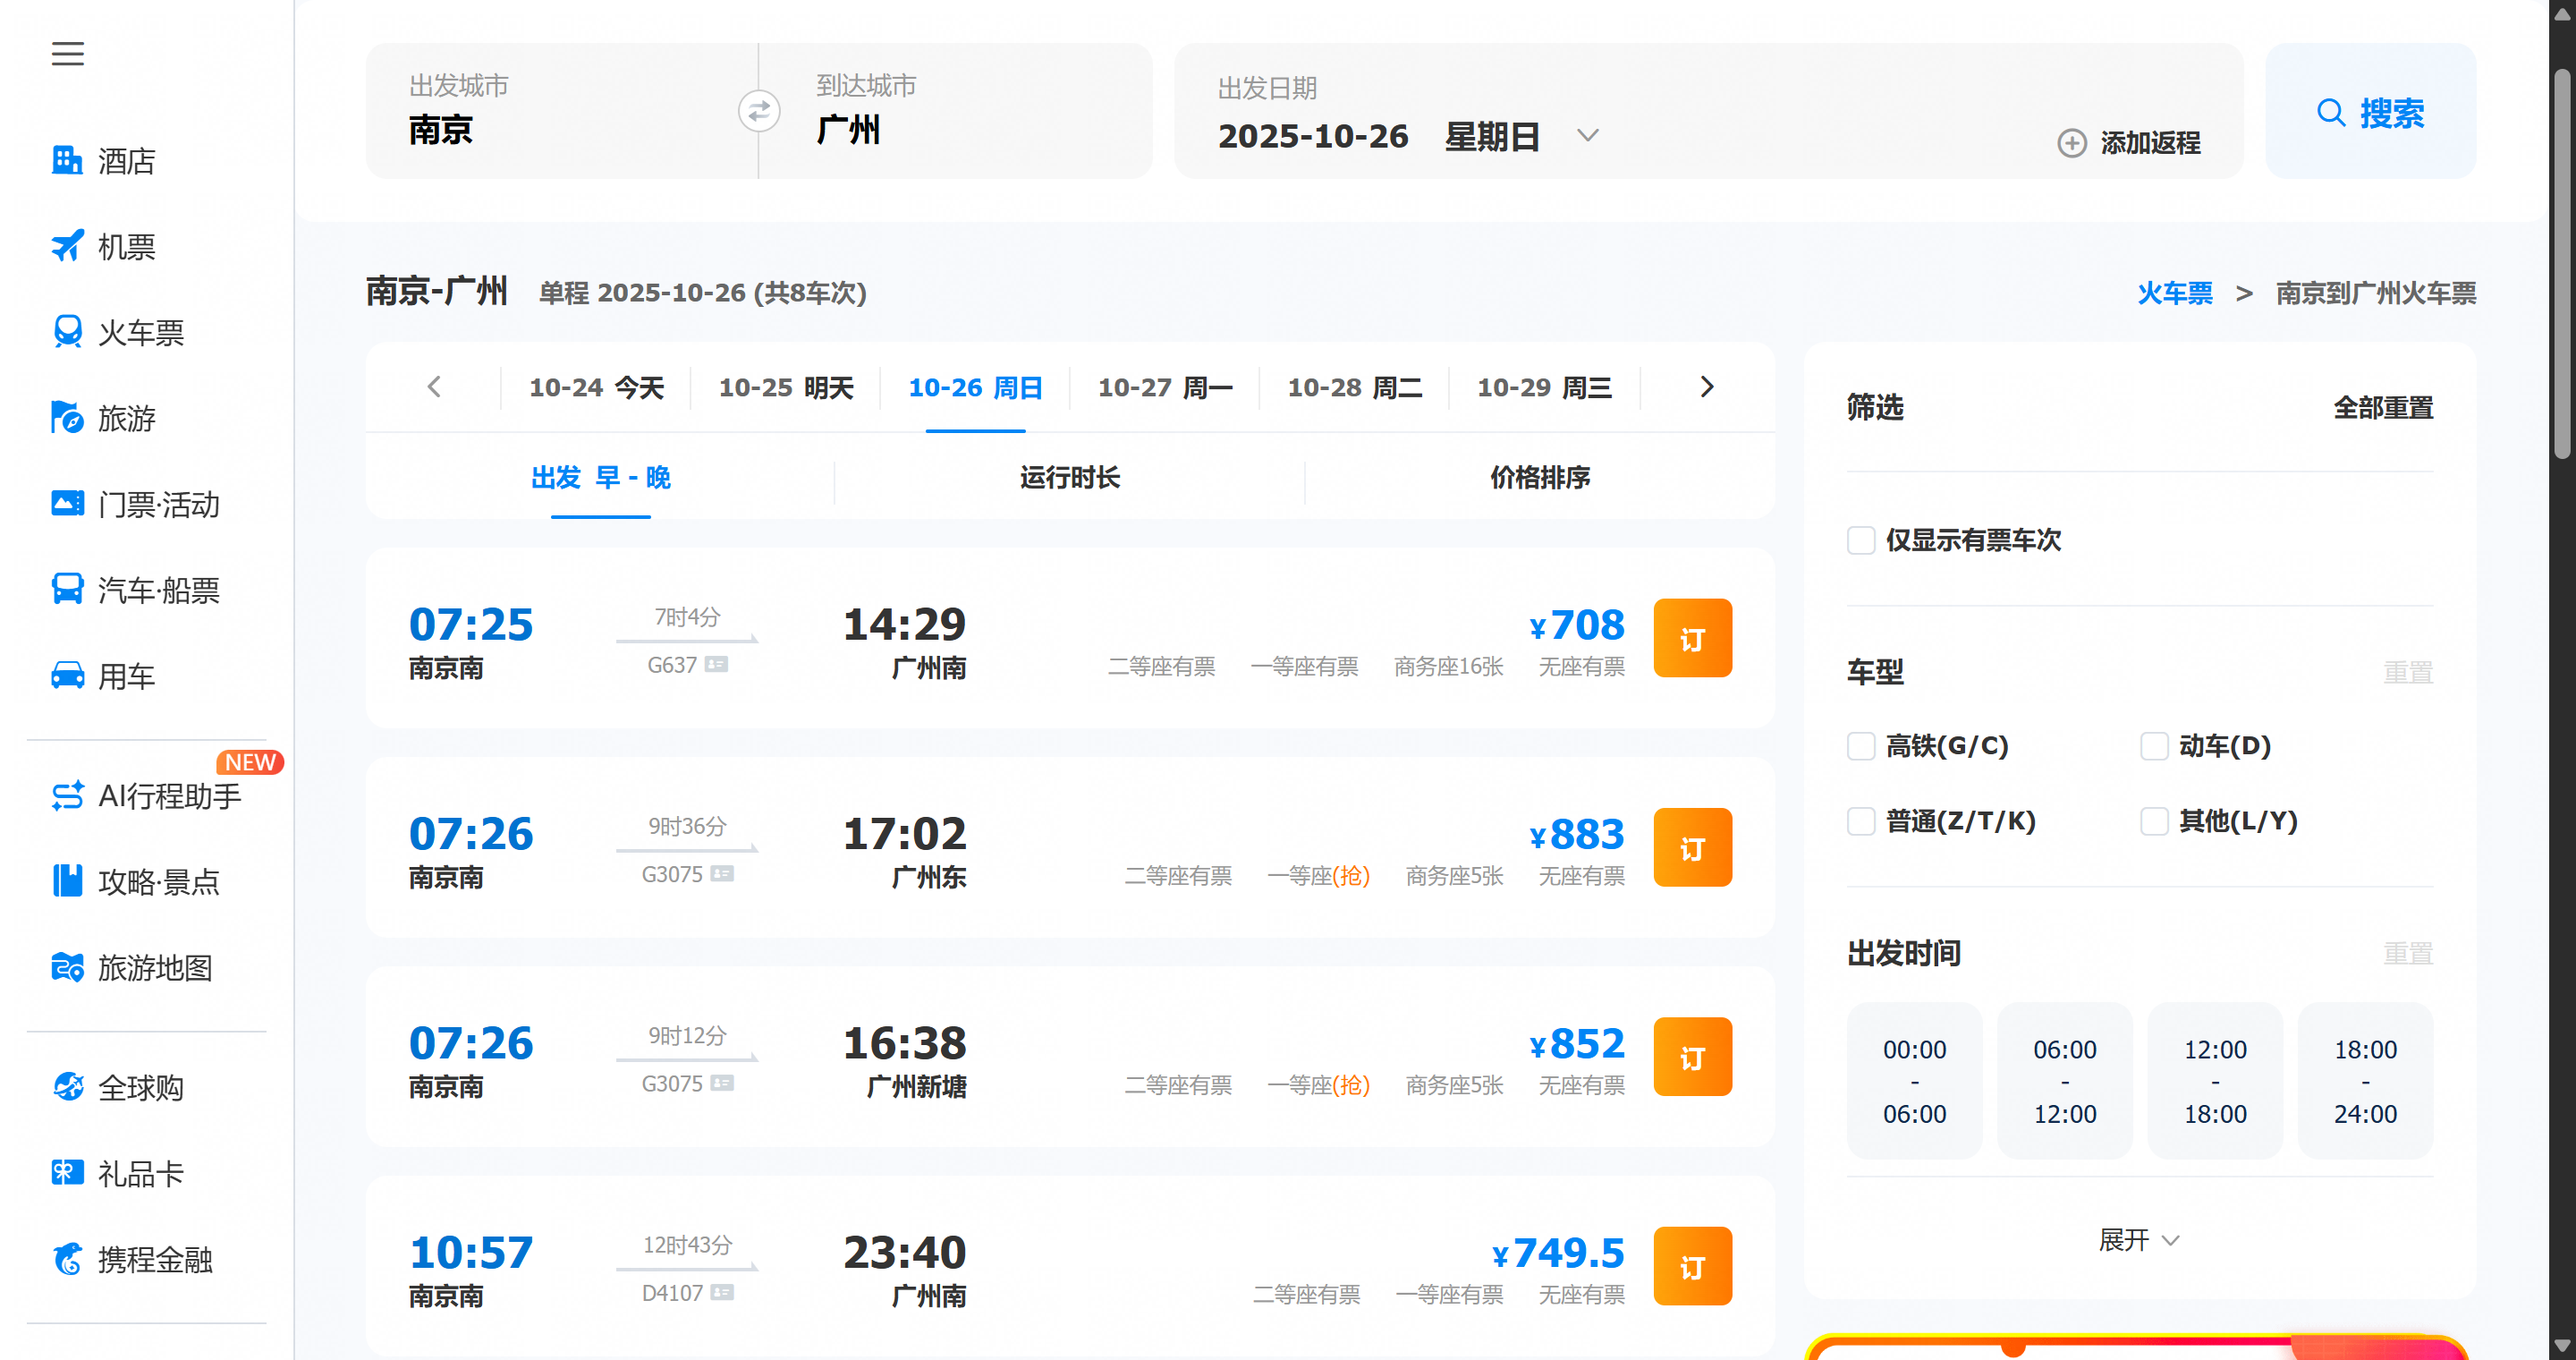 酒店
机票
火车票
旅游
门票·活动
汽车·船票
用车
NEW
AI行程助手
攻略·景点
旅游地图
全球购
礼品卡
携程金融
出发城市
南京
到达城市
广州
出发日期
2025-10-26 星期日
添加返程
搜索
南京-广州 单程 2025-10-26 (共8车次)
火车票 > 南京到广州火车票
10-24 今天 10-25 明天 10-26 周日 10-27 周一 10-28 周二 10-29 周三
出发 早 - 晚 运行时长 价格排序
07:25 7时4分 14:29 ¥708
南京南 G637 广州南 二等座有票 一等座有票 商务座16张 无座有票
订
07:26 9时36分 17:02 ¥883
南京南 G3075 广州东 二等座有票 一等座(抢) 商务座5张 无座有票
订
07:26 9时12分 16:38 ¥852
南京南 G3075 广州新塘 二等座有票 一等座(抢) 商务座5张 无座有票
订
10:57 12时43分 23:40 ¥749.5
南京南 D4107 广州南 二等座有票 一等座有票 无座有票
订
筛选 全部重置
仅显示有票车次
车型 重置
高铁(G/C) 动车(D)
普通(Z/T/K) 其他(L/Y)
出发时间 重置
00:00 - 06:00
06:00 - 12:00
12:00 - 18:00
18:00 - 24:00
展开